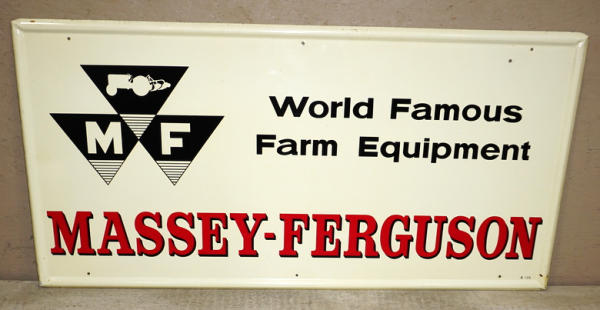 M F
World Famous
Farm Equipment
MASSEY-FERGUSON